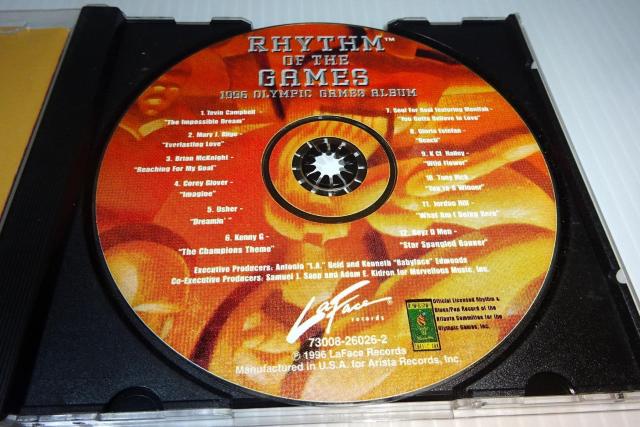 RHYTHM™
OF THE
GAMES
1996 OLYMPIC GAMES ALBUM
1. Tevin Campbell -
"The Impossible Dream"
2. Mary J. Blige -
"Everlasting Love"
3. Brian McKnight -
"Reaching For My Goal"
4. Corey Glover -
"Imagine"
5. Usher -
"Dreamin'"
6. Kenny G -
"The Champions Theme"
7. Soul For Real featuring Monifah -
"You Gotta Believe In Love"
8. Gloria Estefan -
"Reach"
9. K Ci Hailey -
"Wild Flower"
10. Tony Rich -
"You're A Winner"
11. Jordan Hill -
"What Am I Doing Here"
12. Boyz II Men -
"Star Spangled Banner"
Executive Producers: Antonio "L.A." Reid and Kenneth "Babyface" Edmonds
Co-Executive Producers: Samuel J. Sapp and Adam E. Kidron for Marvellous Music, Inc.
LaFace
records
Official Licensed Rhythm &
Blues/Pop Record of the
Atlanta Committee for the
Olympic Games, Inc.
73008-26026-2
℗ 1996 LaFace Records
Manufactured in U.S.A. for Arista Records, Inc.